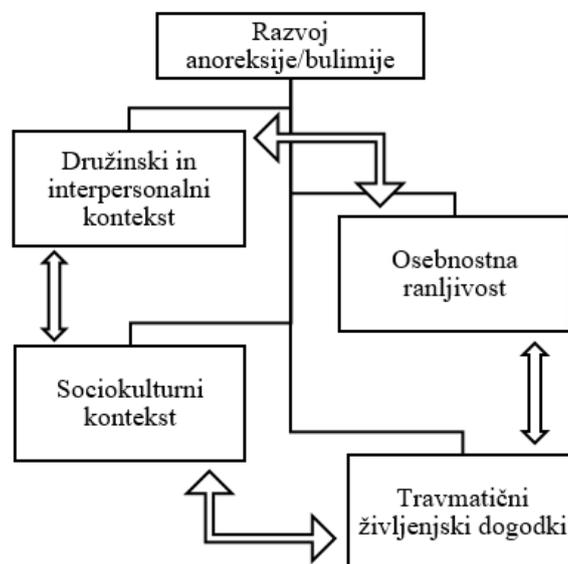 Razvoj
anoreksije/bulimije
Družinski in
interpersonalni
kontekst
Osebnostna
ranljivost
Sociokulturni
kontekst
Travmatični
življenjski dogodki